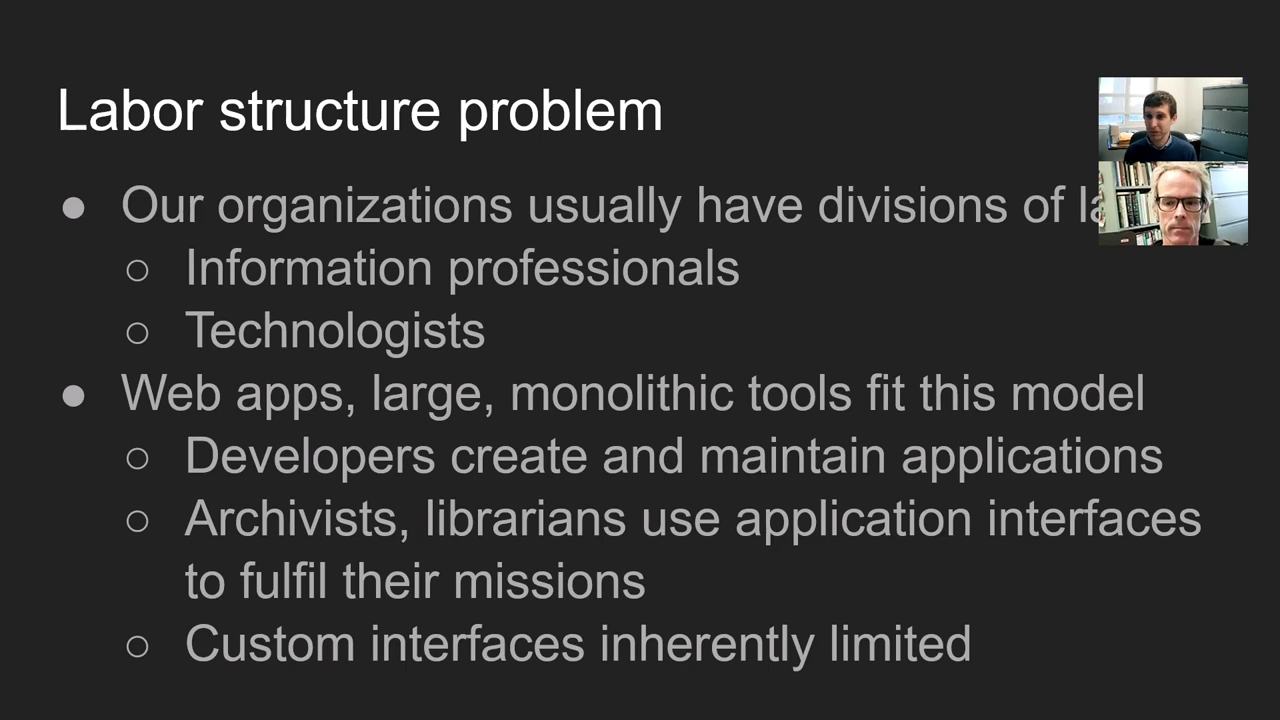 Labor structure problem
● Our organizations usually have divisions of
○ Information professionals
○ Technologists
● Web apps, large, monolithic tools fit this model
○ Developers create and maintain applications
○ Archivists, librarians use application interfaces
to fulfil their missions
○ Custom interfaces inherently limited